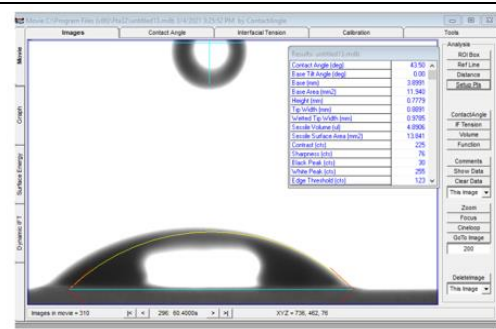 Movie C:\Program Files (x86)\Fta32\untitled13.mdb 1/4/2021 3:25:52 PM by ContactAngle
Images
Contact Angle
Interfacial Tension
Calibration
Tools
Movie
Graph
Surface Energy
Dynamic IFT
Results: untitled13.mdb
Contact Angle (deg) 43.50
Base Tilt Angle (deg) 0.00
Base (mm) 3.8991
Base Area (mm2) 11.940
Height (mm) 0.7779
Tip Width (mm) 0.9891
Wetted Tip Width (mm) 0.9705
Sessile Volume (ul) 4.8906
Sessile Surface Area (mm2) 13.841
Contrast (cts) 225
Sharpness (cts) 76
Black Peak (cts) 30
White Peak (cts) 255
Edge Threshold (cts) 123
Analysis
ROI Box
Ref Line
Distance
Setup Pts
ContactAngle
IF Tension
Volume
Function
Comments
Show Data
Clear Data
This Image
Zoom
Focus
Cineloop
GoTo Image
200
DeleteImage
This Image
Images in movie = 310
|< < 296: 60.4000s > >|
XYZ = 736, 462, 76